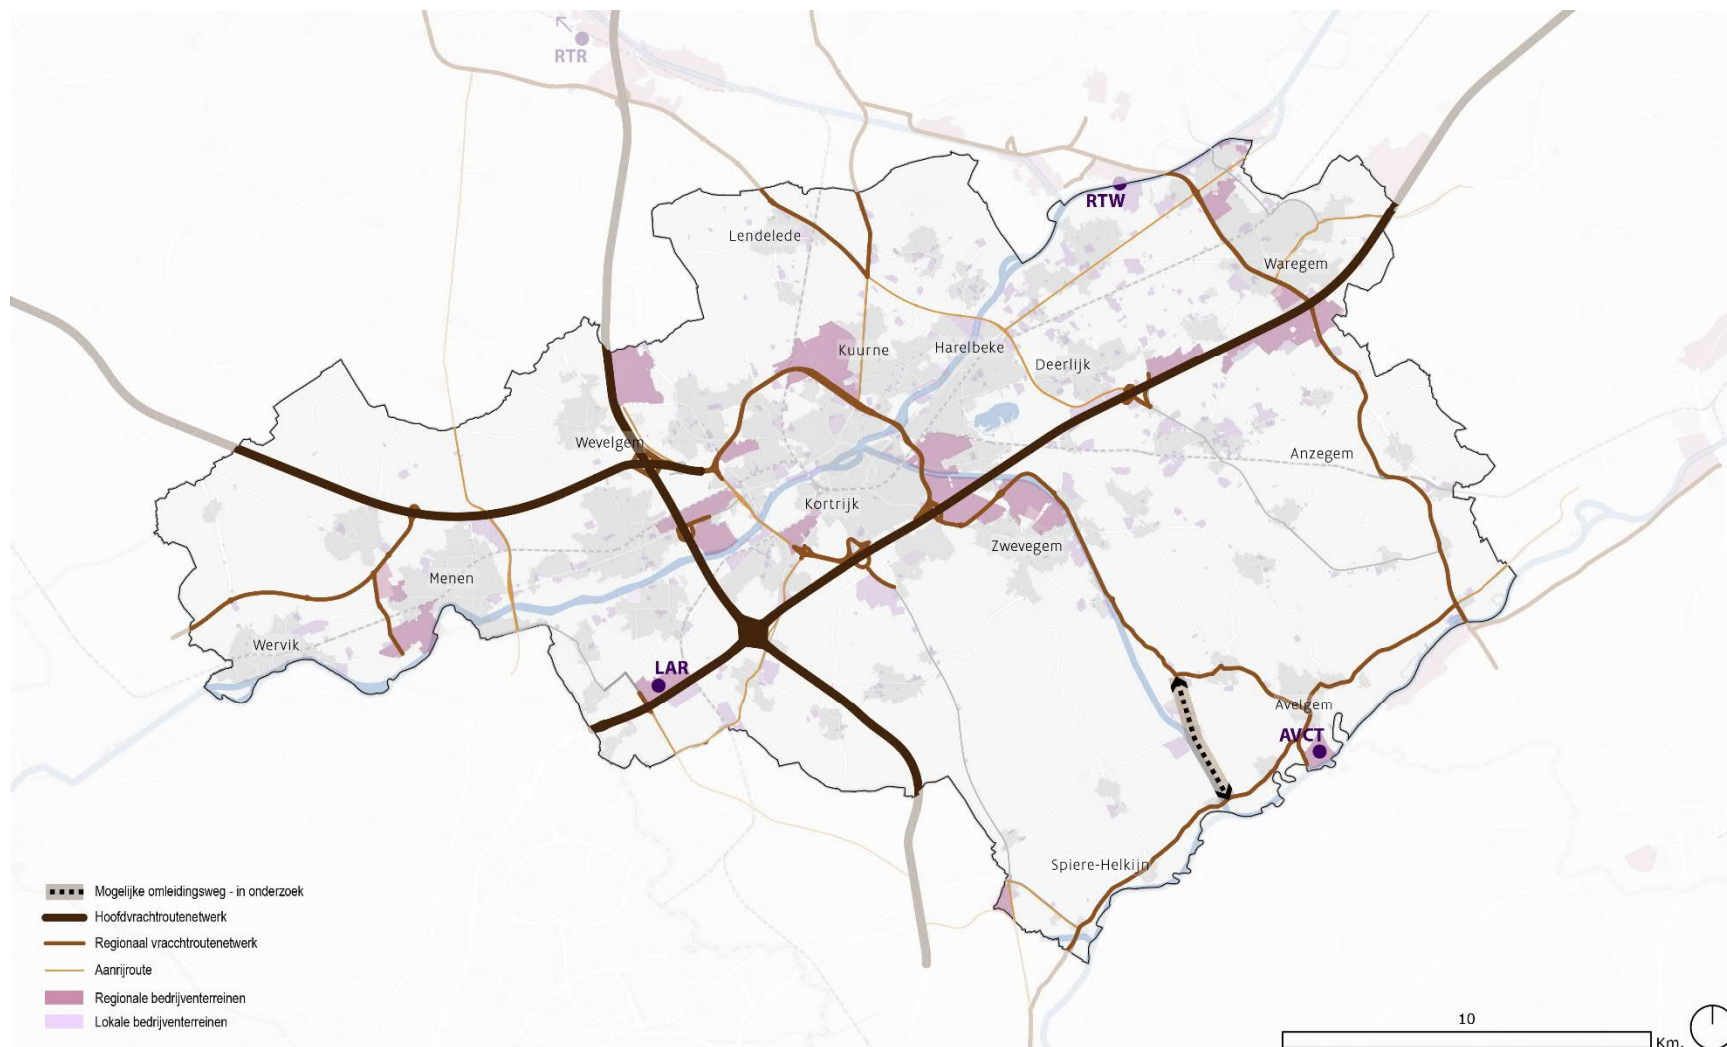 RTR
RTW
Lendelede
Waregem
Kuurne
Harelbeke
Deerlijk
Wevelgem
Anzegem
Kortrijk
Zwevegem
Menen
Wervik
LAR
Avelgem
AVCT
Spiere-Helkijn
Mogelijke omleidingsweg - in onderzoek
Hoofdvrachtroutenetwerk
Regionaal vracchtroutenetwerk
Aanrijroute
Regionale bedrijventerreinen
Lokale bedrijventerreinen
10
Km.